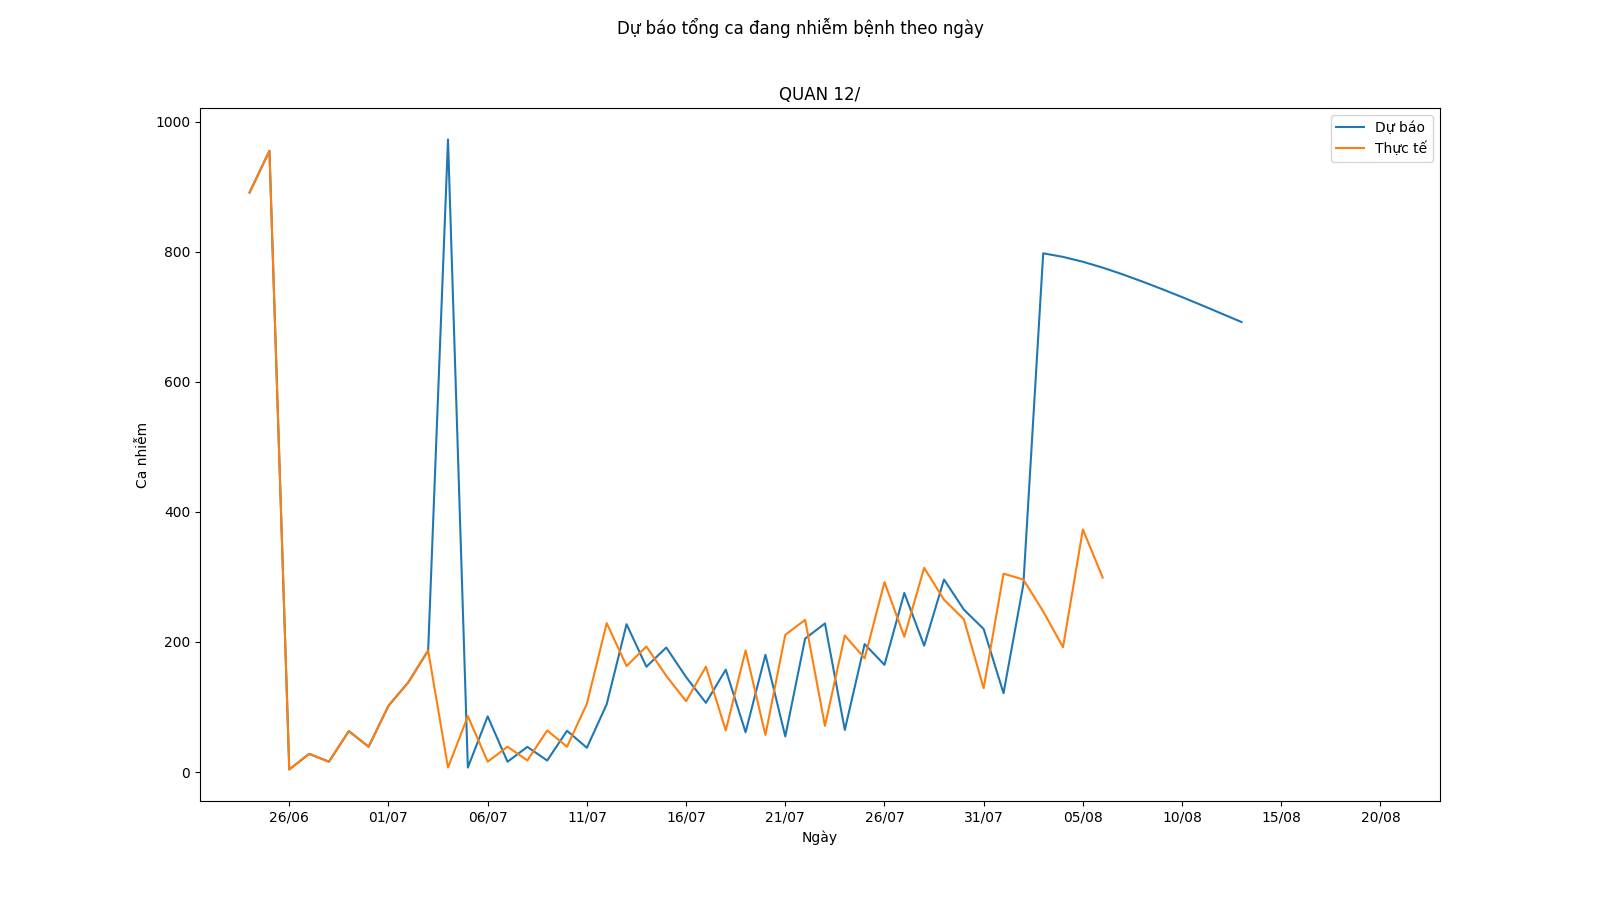 Dự báo tổng ca đang nhiễm bệnh theo ngày
QUAN 12/
Dự báo
Thực tế
1000
800
600
400
200
0
Ca nhiễm
26/06 01/07 06/07 11/07 16/07 21/07 26/07 31/07 05/08 10/08 15/08 20/08
Ngày